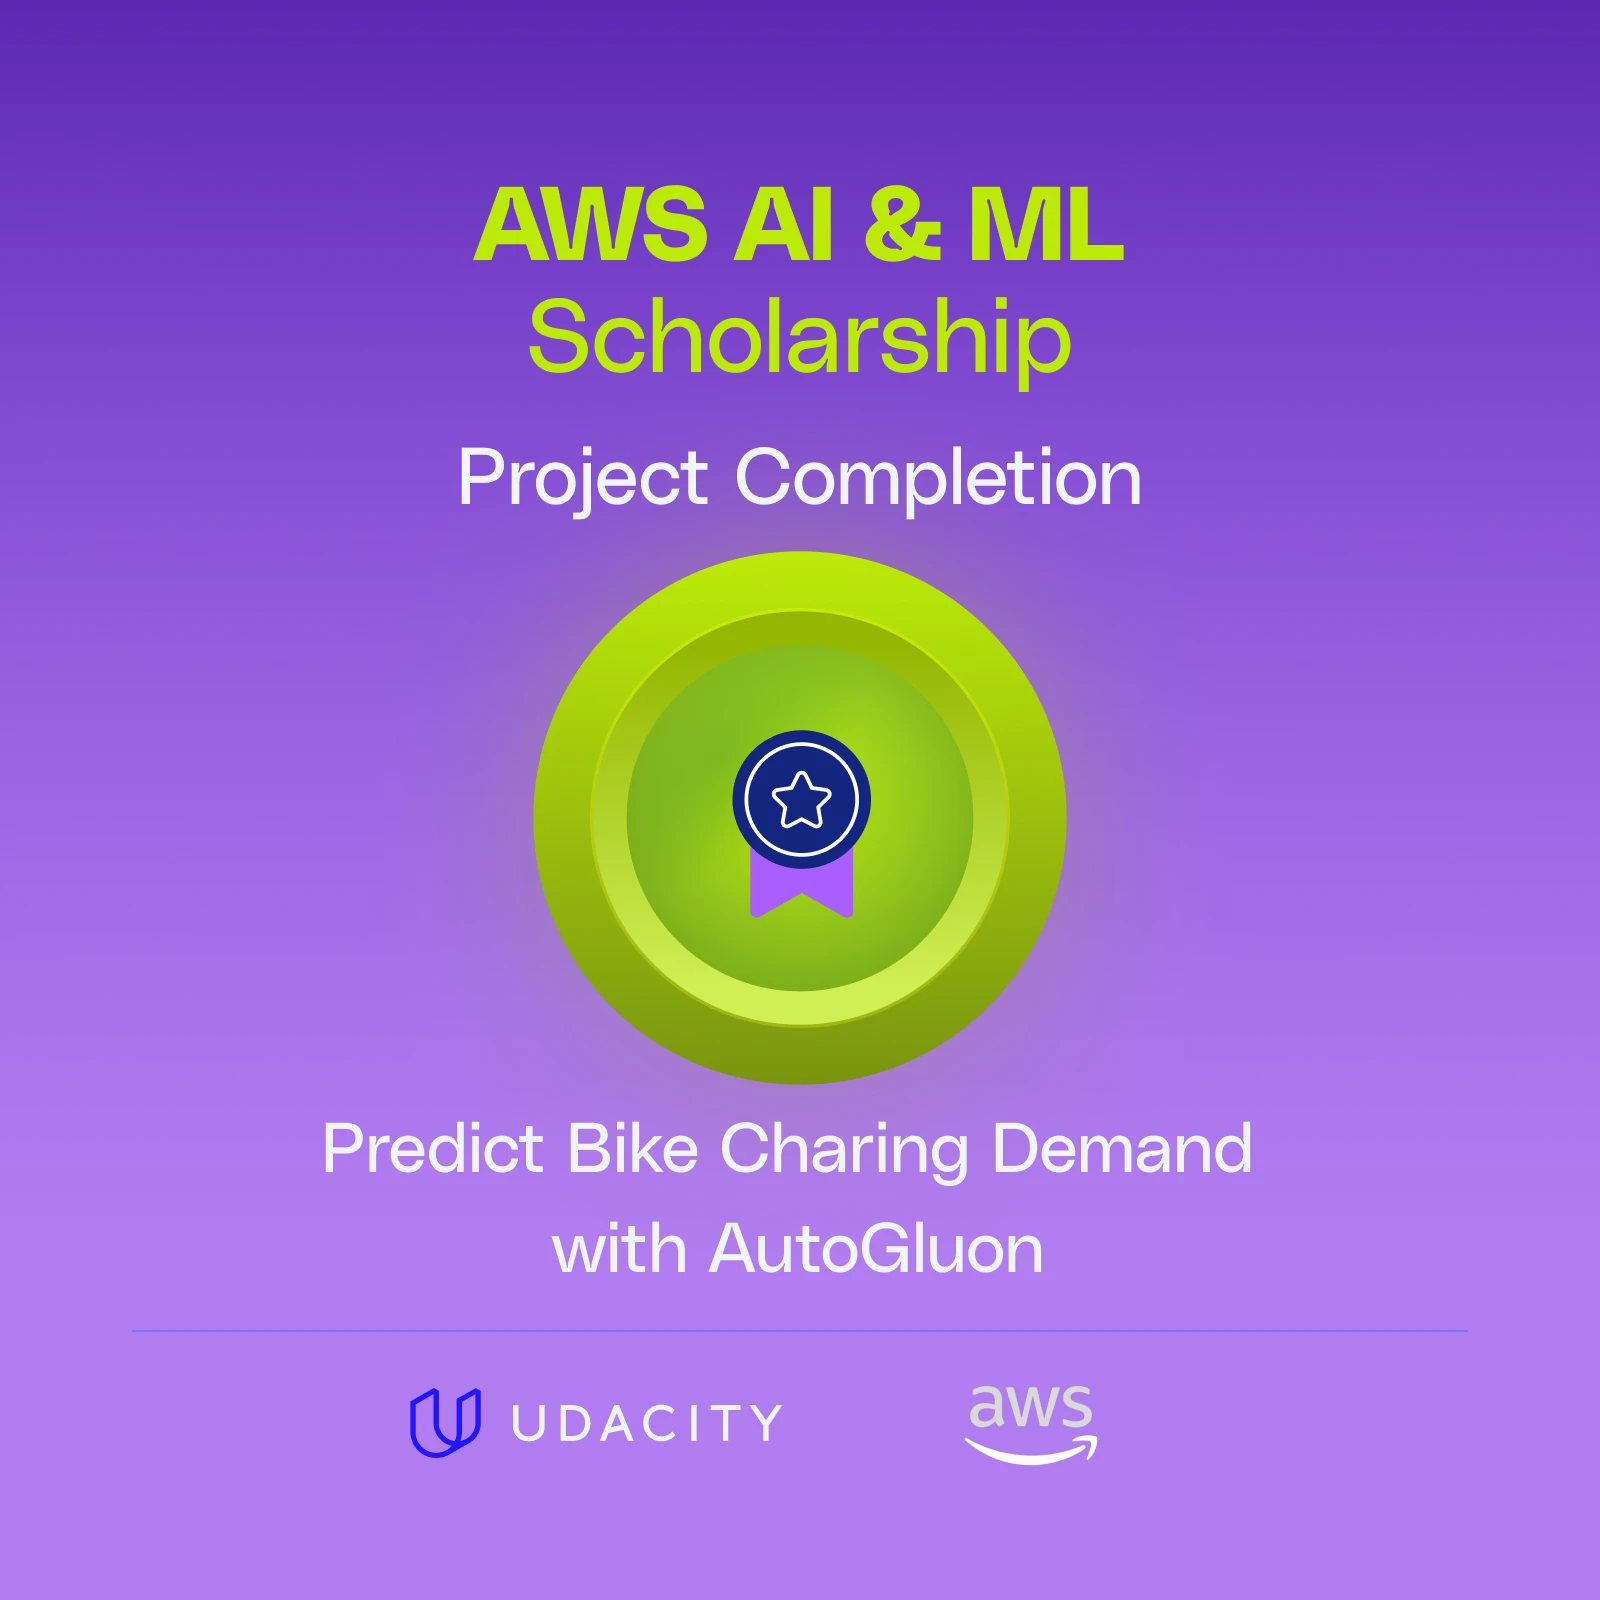 AWS AI & ML
Scholarship
Project Completion
Predict Bike Charing Demand
with AutoGluon
UDACITY
aws